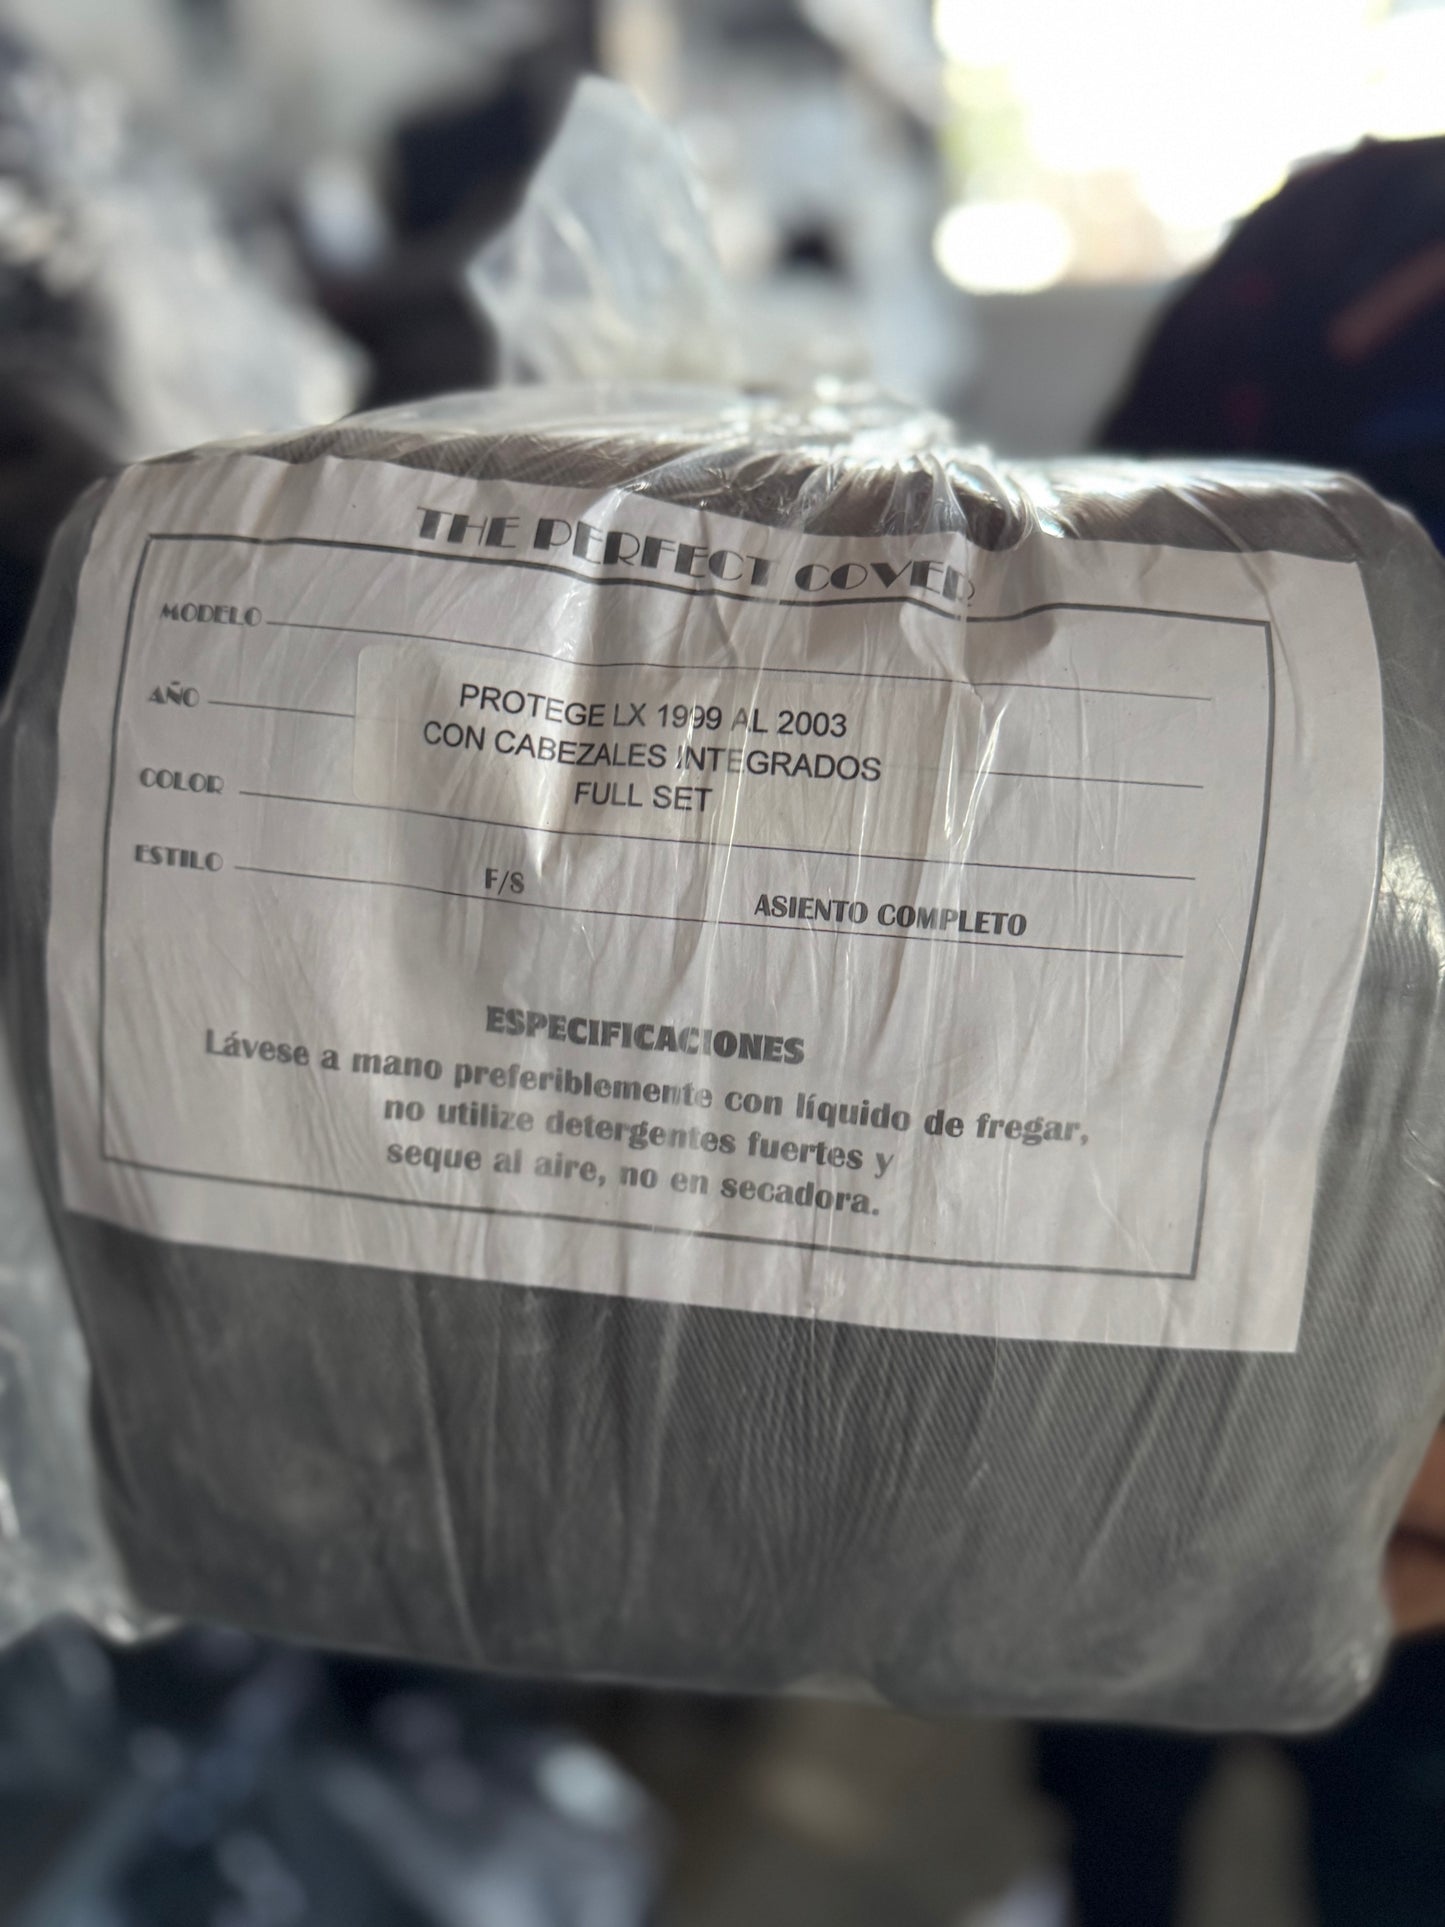 THE PERFECT COVER
MODELO
AÑO
PROTEGE LX 1999 AL 2003
CON CABEZALES INTEGRADOS
COLOR
FULL SET
ESTILO F/S ASIENTO COMPLETO
ESPECIFICACIONES
Lávese a mano preferiblemente con líquido de fregar,
no utilize detergentes fuertes y
seque al aire, no en secadora.